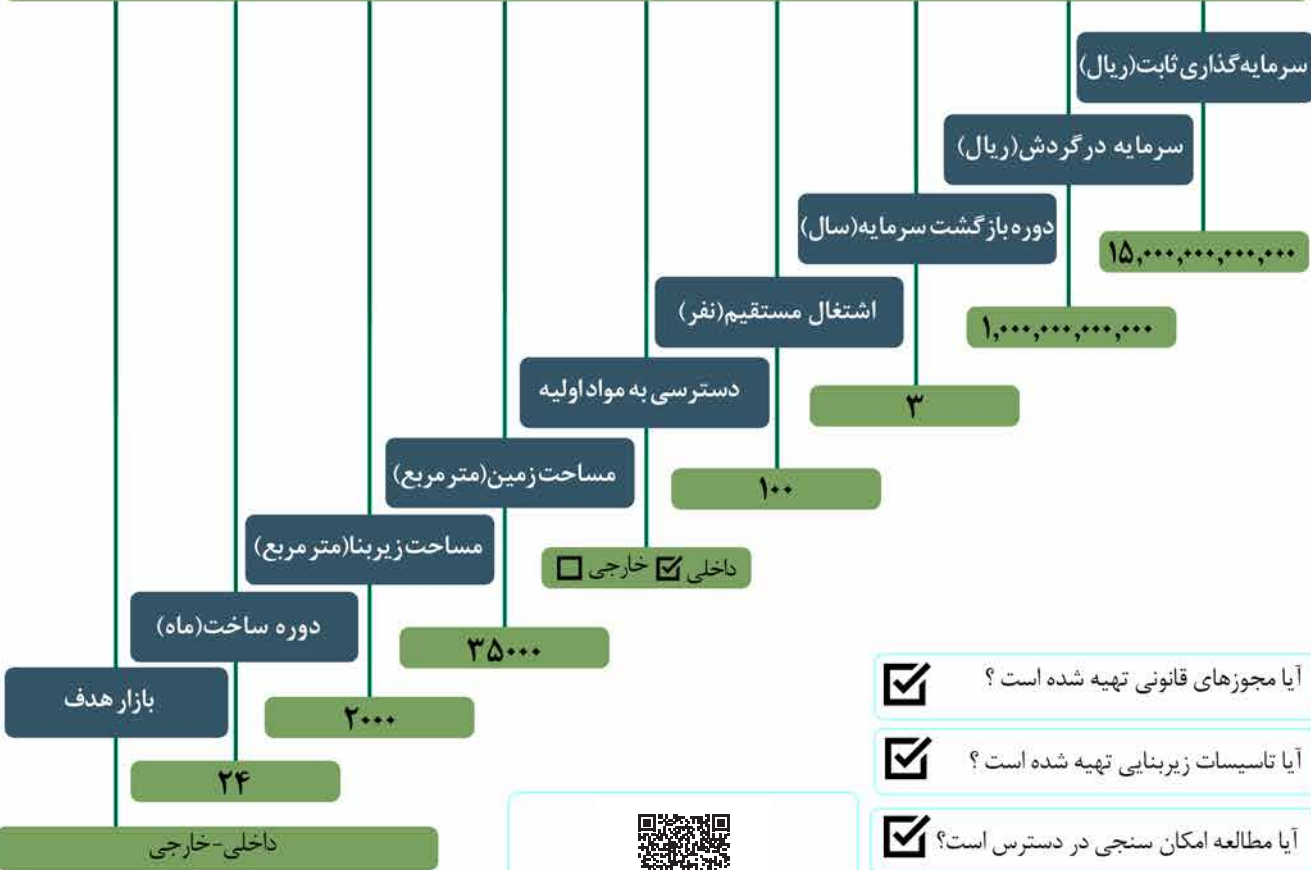 سرمایه‌گذاری ثابت(ریال)
۱۵,۰۰۰,۰۰۰,۰۰۰,۰۰۰
سرمایه در گردش(ریال)
۱,۰۰۰,۰۰۰,۰۰۰,۰۰۰
دوره بازگشت سرمایه(سال)
۳
اشتغال مستقیم(نفر)
۱۰۰
دسترسی به مواد اولیه
داخلی ☑ خارجی ☐
مساحت زمین(متر مربع)
۳۵۰۰۰
مساحت زیربنا(متر مربع)
۲۰۰۰
دوره ساخت(ماه)
۲۴
بازار هدف
داخلی-خارجی
آیا مجوزهای قانونی تهیه شده است ؟ ☑
آیا تاسیسات زیربنایی تهیه شده است ؟ ☑
آیا مطالعه امکان سنجی در دسترس است؟ ☑